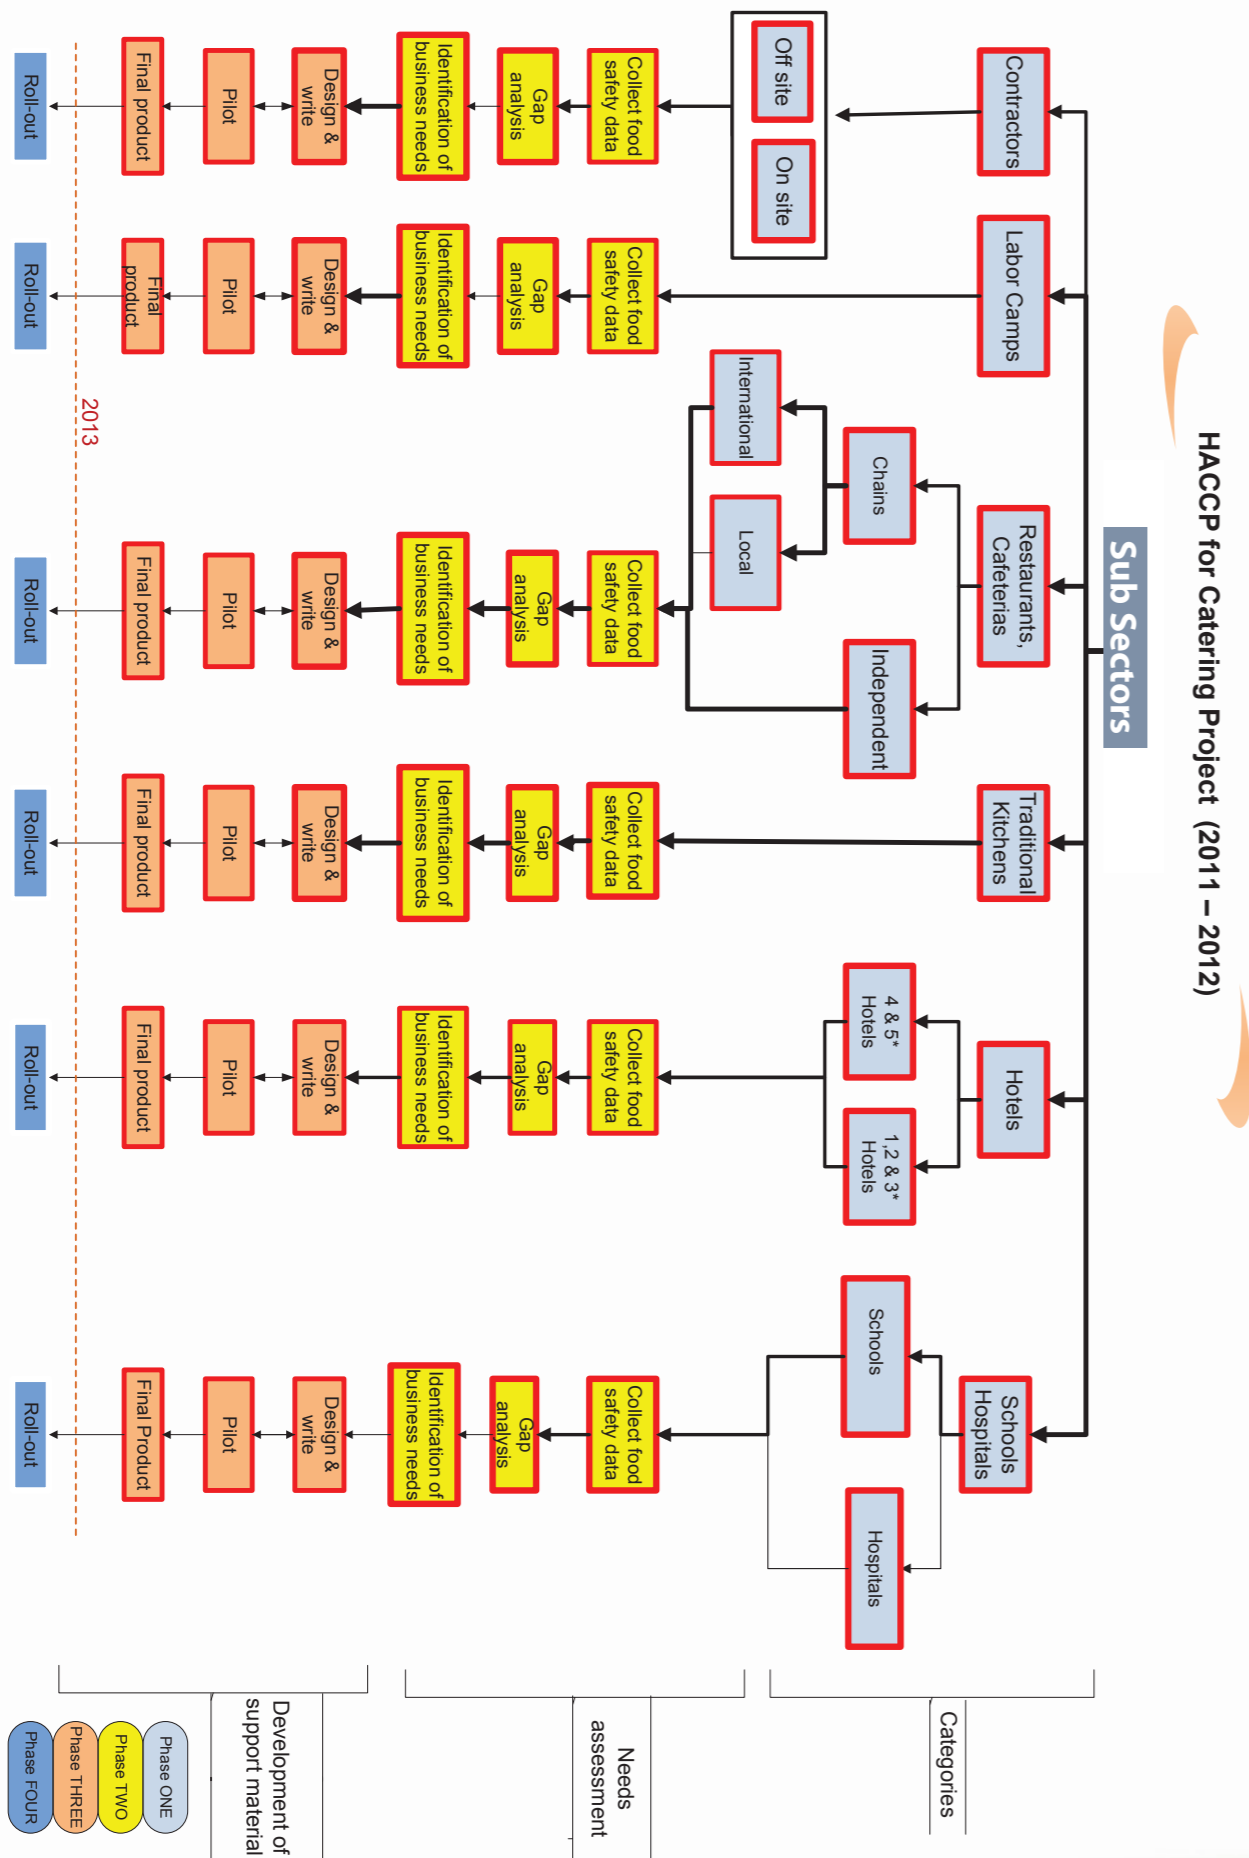 HACCP for Catering Project (2011 – 2012)
Sub Sectors
Contractors
Labor Camps
Restaurants,
Cafeterias
Traditional
Kitchens
Hotels
Schools
Hospitals
Categories
Off site
On site
Chains
Independent
International
Local
4 & 5*
Hotels
1,2 & 3*
Hotels
Schools
Hospitals
Collect food
safety data
Collect food
safety data
Collect food
safety data
Collect food
safety data
Collect food
safety data
Collect food
safety data
Needs
assessment
Gap
analysis
Gap
analysis
Gap
analysis
Gap
analysis
Gap
analysis
Gap
analysis
Identification of
business needs
Identification of
business needs
Identification of
business needs
Identification of
business needs
Identification of
business needs
Identification of
business needs
Design &
write
Design &
write
Design &
write
Design &
write
Design &
write
Design &
write
Development of
support material
Pilot
Pilot
Pilot
Pilot
Pilot
Pilot
Final product
Final
product
Final product
Final product
Final product
Final Product
2013
Roll-out
Roll-out
Roll-out
Roll-out
Roll-out
Roll-out
Phase ONE
Phase TWO
Phase THREE
Phase FOUR